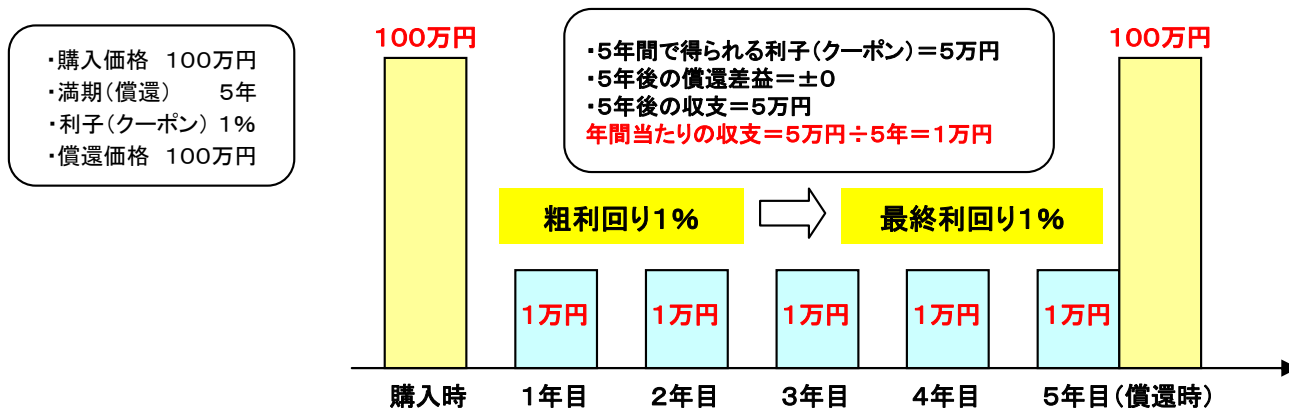 ・購入価格　100万円
・満期(償還)　　5年
・利子(クーポン) 1%
・償還価格　100万円
100万円
・5年間で得られる利子(クーポン)=5万円
・5年後の償還差益=±0
・5年後の収支=5万円
年間当たりの収支=5万円÷5年=1万円
100万円
粗利回り1%
最終利回り1%
1万円
1万円
1万円
1万円
1万円
購入時
1年目
2年目
3年目
4年目
5年目(償還時)